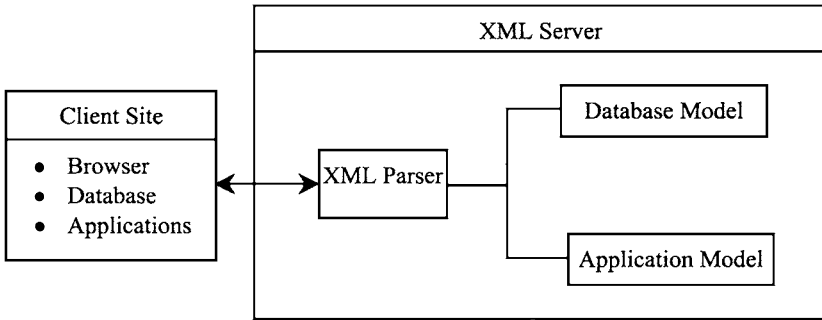 XML Server
Client Site
● Browser
● Database
● Applications
XML Parser
Database Model
Application Model